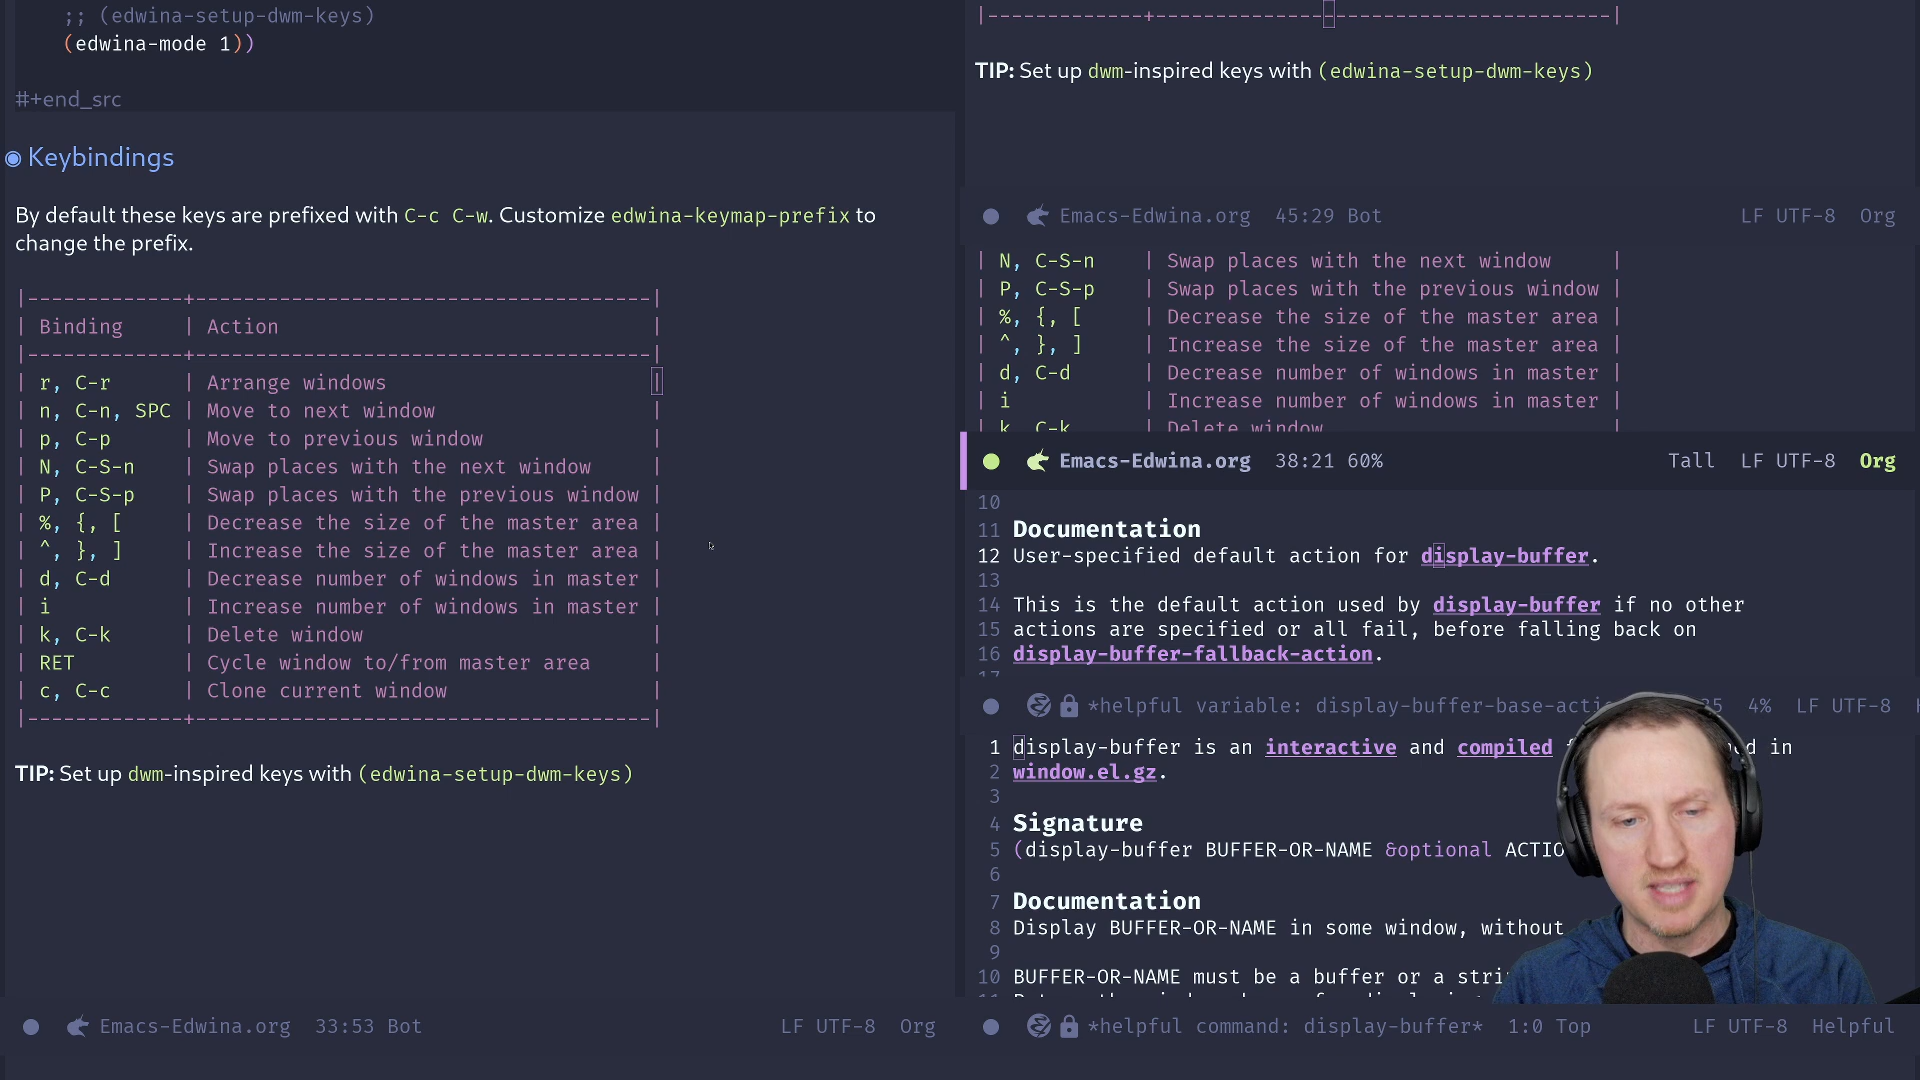 ;; (edwina-setup-dwm-keys)
(edwina-mode 1))
#+end_src
Keybindings
By default these keys are prefixed with C-c C-w. Customize edwina-keymap-prefix to
change the prefix.
|-------------+--------------------------------------|
| Binding | Action |
|-------------+--------------------------------------|
| r, C-r | Arrange windows |
| n, C-n, SPC | Move to next window |
| p, C-p | Move to previous window |
| N, C-S-n | Swap places with the next window |
| P, C-S-p | Swap places with the previous window |
| %, {, [ | Decrease the size of the master area |
| ^, }, ] | Increase the size of the master area |
| d, C-d | Decrease number of windows in master |
| i | Increase number of windows in master |
| k, C-k | Delete window |
| RET | Cycle window to/from master area |
| c, C-c | Clone current window |
|-------------+--------------------------------------|
TIP: Set up dwm-inspired keys with (edwina-setup-dwm-keys)
Emacs-Edwina.org 33:53 Bot LF UTF-8 Org
|-------------+--------------------------------------|
TIP: Set up dwm-inspired keys with (edwina-setup-dwm-keys)
Emacs-Edwina.org 45:29 Bot LF UTF-8 Org
| N, C-S-n | Swap places with the next window |
| P, C-S-p | Swap places with the previous window |
| %, {, [ | Decrease the size of the master area |
| ^, }, ] | Increase the size of the master area |
| d, C-d | Decrease number of windows in master |
| i | Increase number of windows in master |
| k, C-k | Delete window |
Emacs-Edwina.org 38:21 60% Tall LF UTF-8 Org
10
11 Documentation
12 User-specified default action for display-buffer.
13
14 This is the default action used by display-buffer if no other
15 actions are specified or all fail, before falling back on
16 display-buffer-fallback-action.
17
*helpful variable: display-buffer-base-actio 4% LF UTF-8
1 display-buffer is an interactive and compiled in
2 window.el.gz.
3
4 Signature
5 (display-buffer BUFFER-OR-NAME &optional ACTIO
6
7 Documentation
8 Display BUFFER-OR-NAME in some window, without
9
10 BUFFER-OR-NAME must be a buffer or a stri
11
*helpful command: display-buffer* 1:0 Top LF UTF-8 Helpful